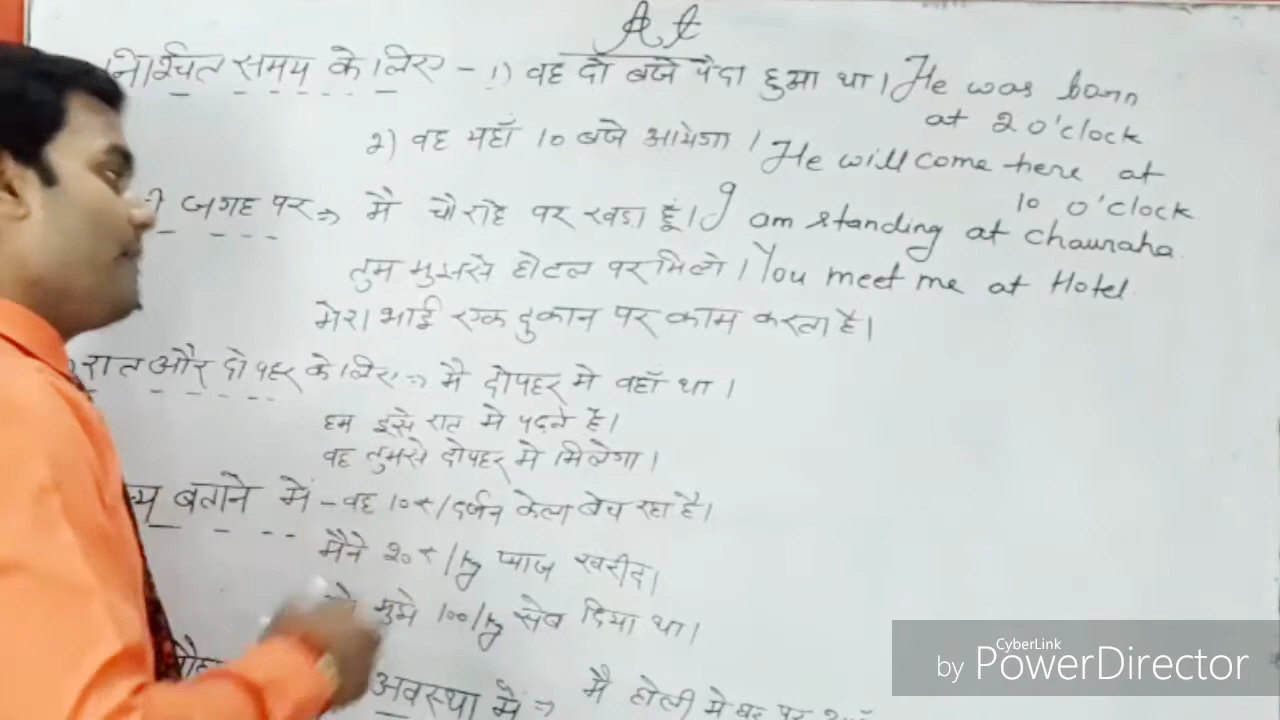 At
निश्चित समय के लिए - 1) वह दो बजे पैदा हुआ था। He was born
at 2 o'clock
2) वह यहाँ 10 बजे आयेगा। He will come here at
10 o'clock
जगह पर ⇒ मै चौराहे पर खडा हूं। I am standing at chauraha.
तुम मुझसे होटल पर मिलो। You meet me at Hotel.
मेरा भाई एक दुकान पर काम करता है।
रात और दोपहर के लिए ⇒ मै दोपहर मे वहाँ था।
हम इसे रात मे पढते है।
वह तुमसे दोपहर मे मिलेगा।
बताने में - वह 10₹/दर्जन केला बेच रहा है।
मैने 20₹/kg प्याज खरीदा।
मुझे 100/kg सेब दिया था।
अवस्था में ⇒ मै होली मे घर पर
CyberLink
by PowerDirector